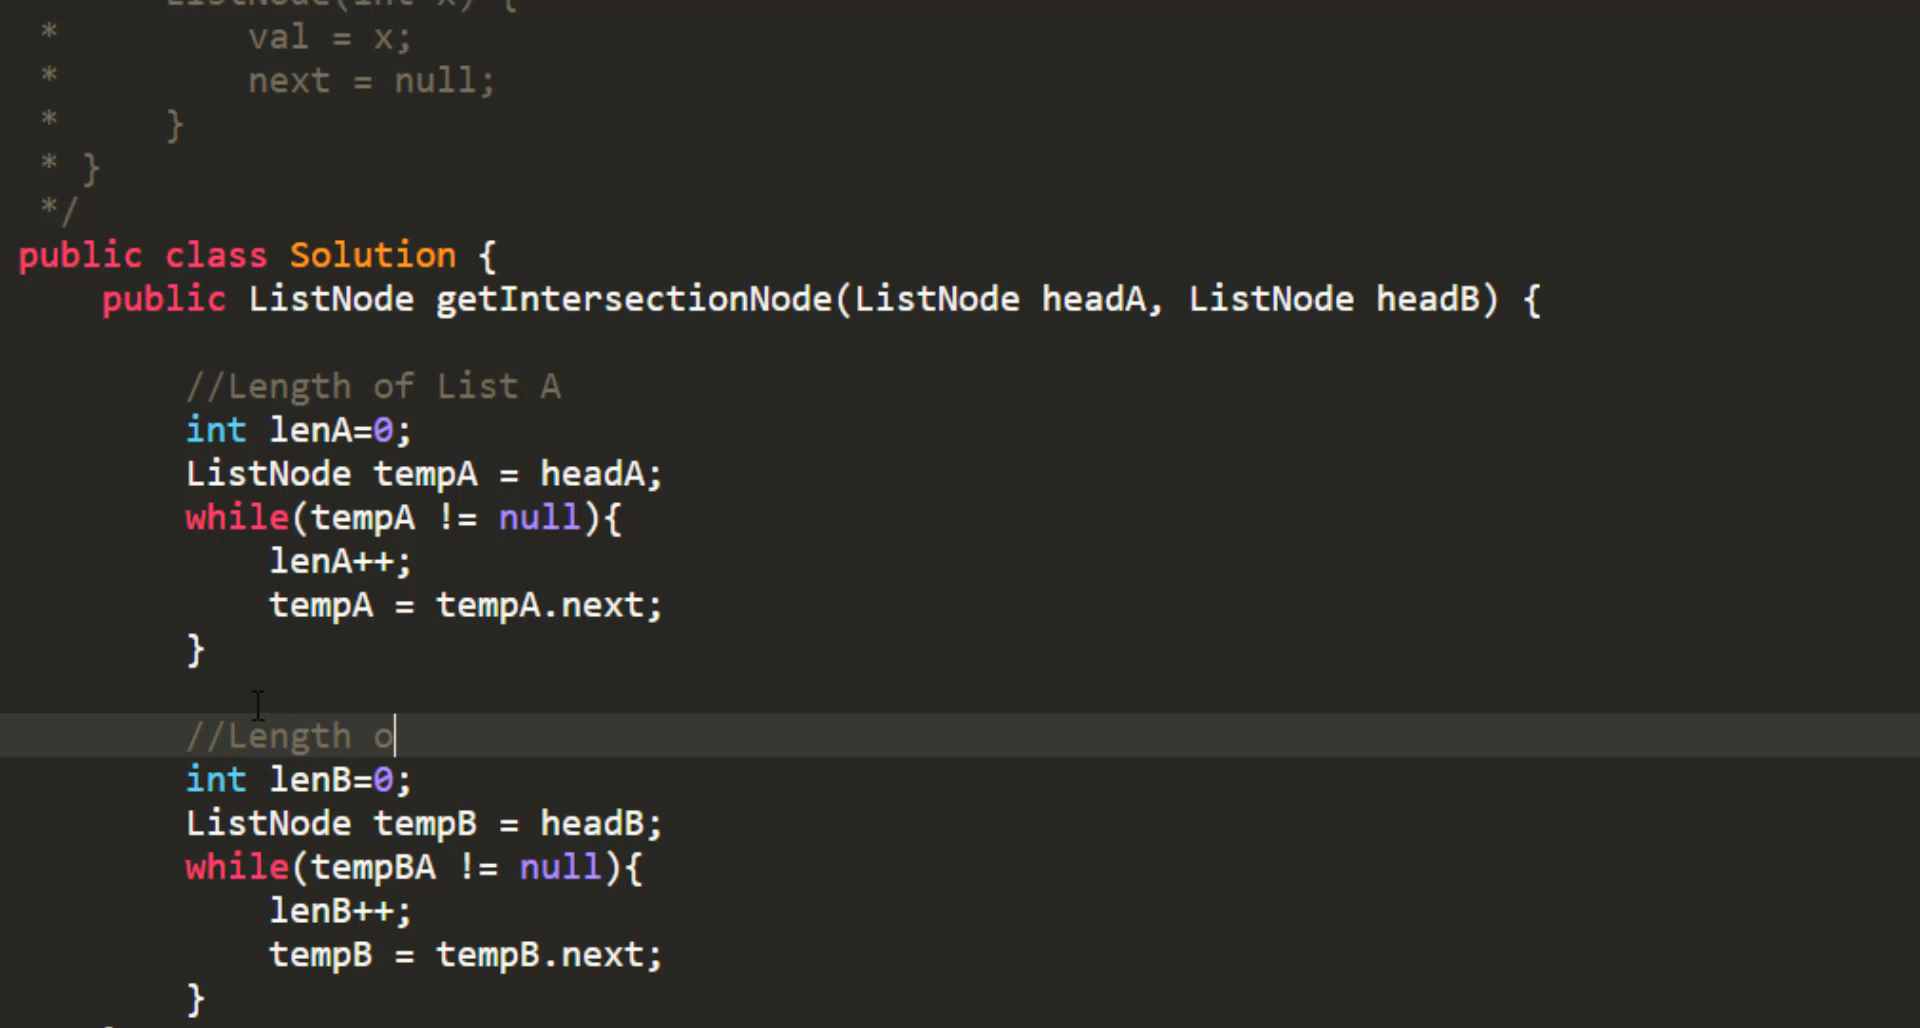 ListNode(int x) {
*         val = x;
*         next = null;
*     }
* }
*/
public class Solution {
    public ListNode getIntersectionNode(ListNode headA, ListNode headB) {

        //Length of List A
        int lenA=0;
        ListNode tempA = headA;
        while(tempA != null){
            lenA++;
            tempA = tempA.next;
        }

        //Length o
        int lenB=0;
        ListNode tempB = headB;
        while(tempBA != null){
            lenB++;
            tempB = tempB.next;
        }